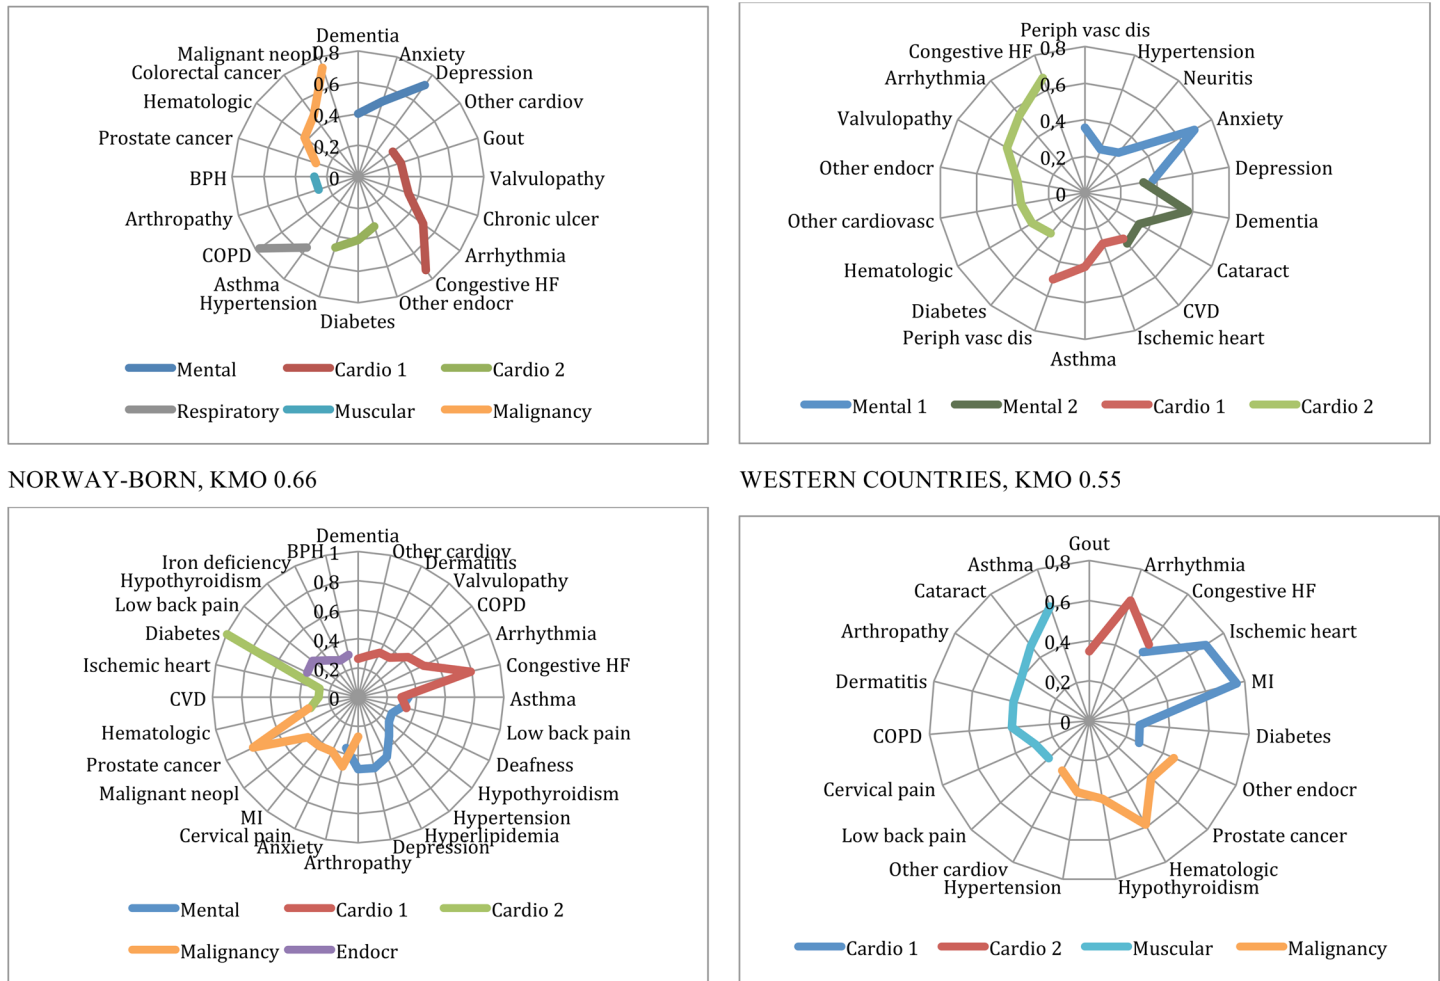 Dementia
Malignant neopl
0,8
Anxiety
Colorectal cancer
Depression
Hematologic
0,6
Other cardiov
Prostate cancer
0,4
Gout
0,2
BPH
0
Valvulopathy
Arthropathy
Chronic ulcer
COPD
Arrhythmia
Asthma
Congestive HF
Hypertension
Other endocr
Diabetes
Mental
Cardio 1
Cardio 2
Respiratory
Muscular
Malignancy
Periph vasc dis
Congestive HF
0,8
Hypertension
Arrhythmia
0,6
Neuritis
Valvulopathy
0,4
Anxiety
Other endocr
0,2
Depression
0
Other cardiovasc
Dementia
Hematologic
Cataract
Diabetes
CVD
Periph vasc dis
Ischemic heart
Asthma
Mental 1
Mental 2
Cardio 1
Cardio 2
NORWAY-BORN, KMO 0.66
WESTERN COUNTRIES, KMO 0.55
Dementia
BPH
1
Other cardiov
Iron deficiency
Dermatitis
Hypothyroidism
0,8
Valvulopathy
Low back pain
0,6
COPD
Diabetes
0,4
Arrhythmia
Ischemic heart
0,2
Congestive HF
CVD
0
Asthma
Hematologic
Low back pain
Prostate cancer
Deafness
Malignant neopl
Hypothyroidism
MI
Hypertension
Cervical pain
Hyperlipidemia
Anxiety
Depression
Arthropathy
Mental
Cardio 1
Cardio 2
Malignancy
Endocr
Gout
Asthma
0,8
Arrhythmia
Cataract
0,6
Congestive HF
Arthropathy
0,4
Ischemic heart
Dermatitis
0,2
MI
0
COPD
Diabetes
Cervical pain
Other endocr
Low back pain
Prostate cancer
Other cardiov
Hematologic
Hypertension
Hypothyroidism
Cardio 1
Cardio 2
Muscular
Malignancy